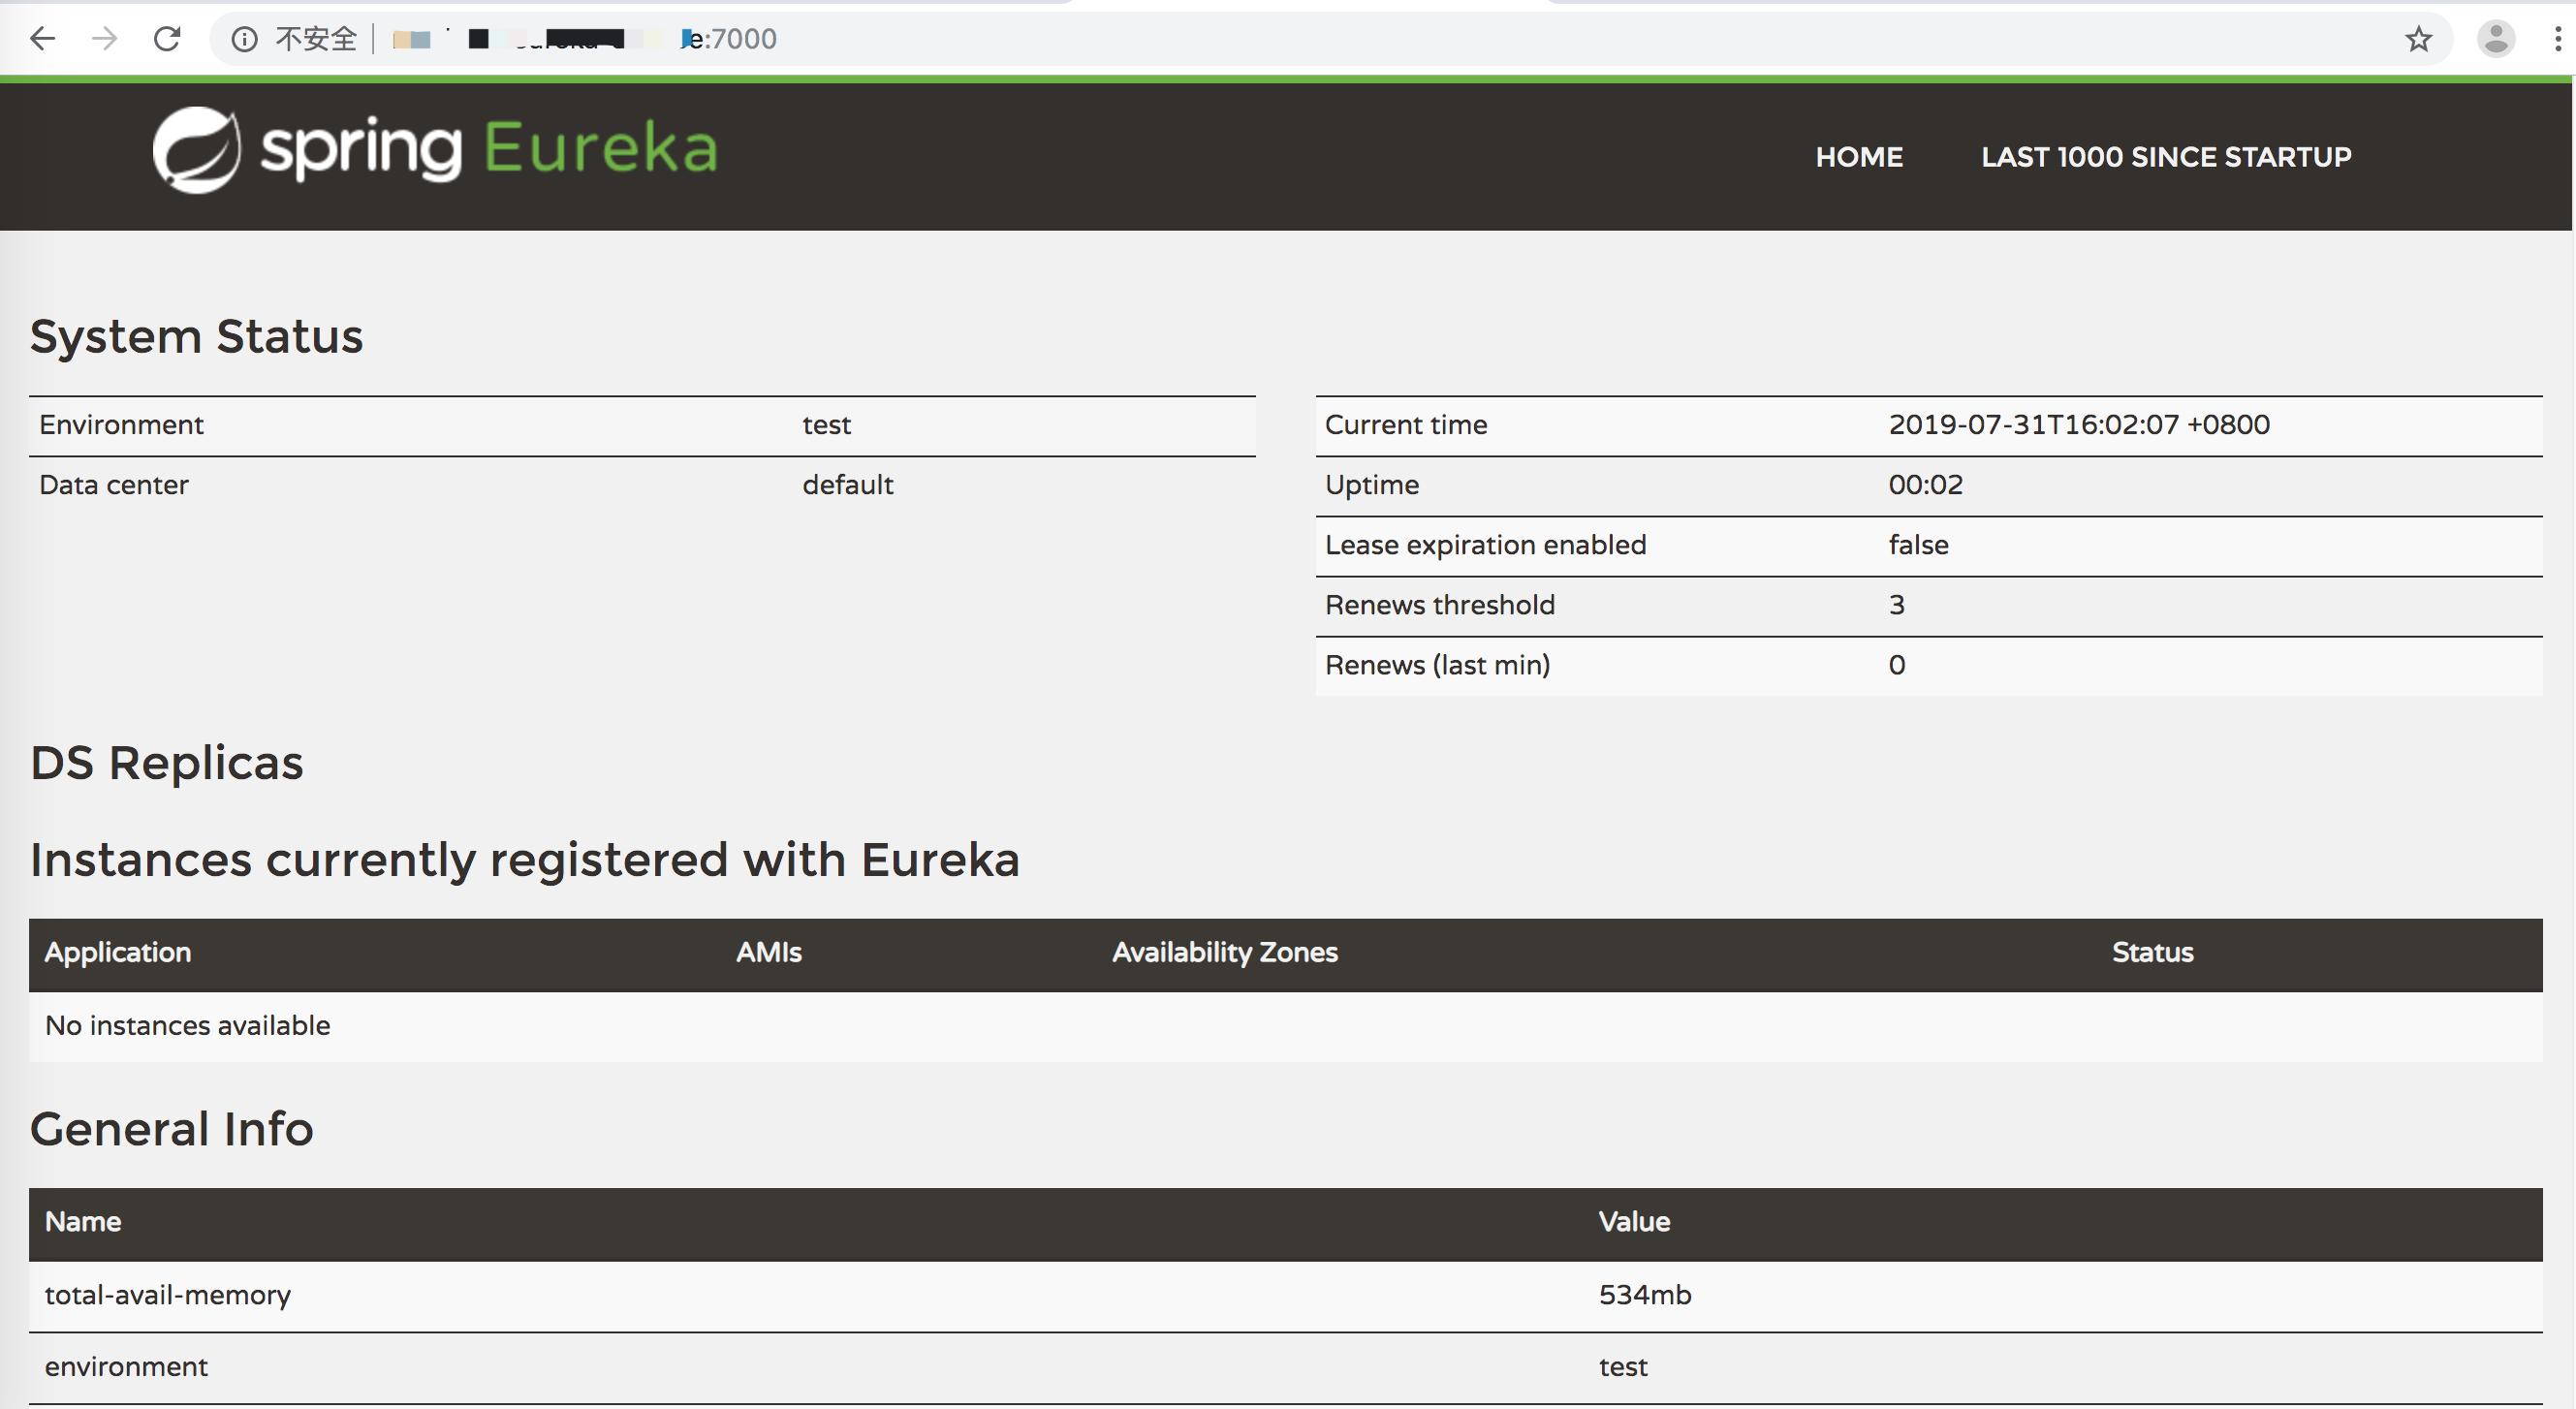 不安全 :7000
spring Eureka
HOME LAST 1000 SINCE STARTUP
System Status
Environment test
Data center default
Current time 2019-07-31T16:02:07 +0800
Uptime 00:02
Lease expiration enabled false
Renews threshold 3
Renews (last min) 0
DS Replicas
Instances currently registered with Eureka
Application AMIs Availability Zones Status
No instances available
General Info
Name Value
total-avail-memory 534mb
environment test